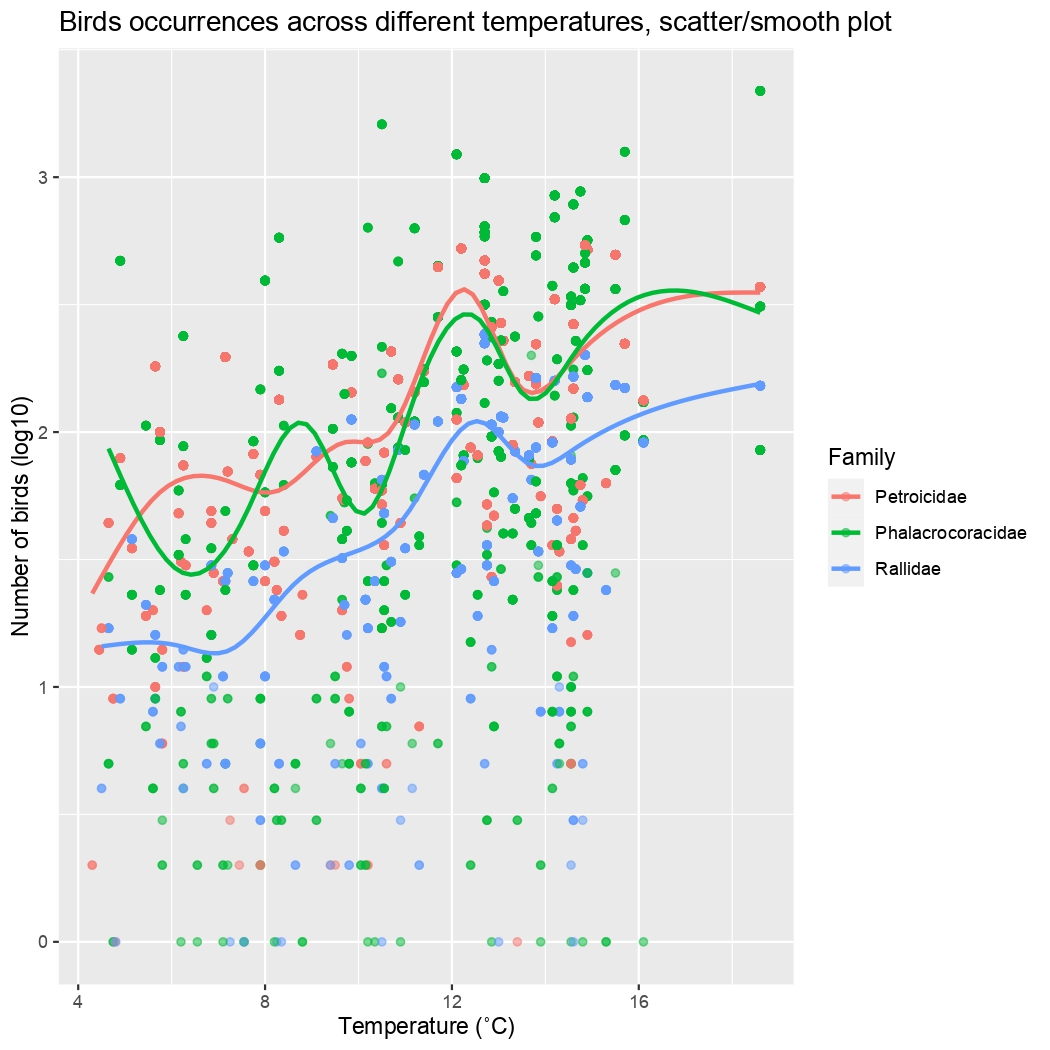 Birds occurrences across different temperatures, scatter/smooth plot
Number of birds (log10)
3
2
1
0
4 8 12 16
Temperature (˚C)
Family
Petroicidae
Phalacrocoracidae
Rallidae